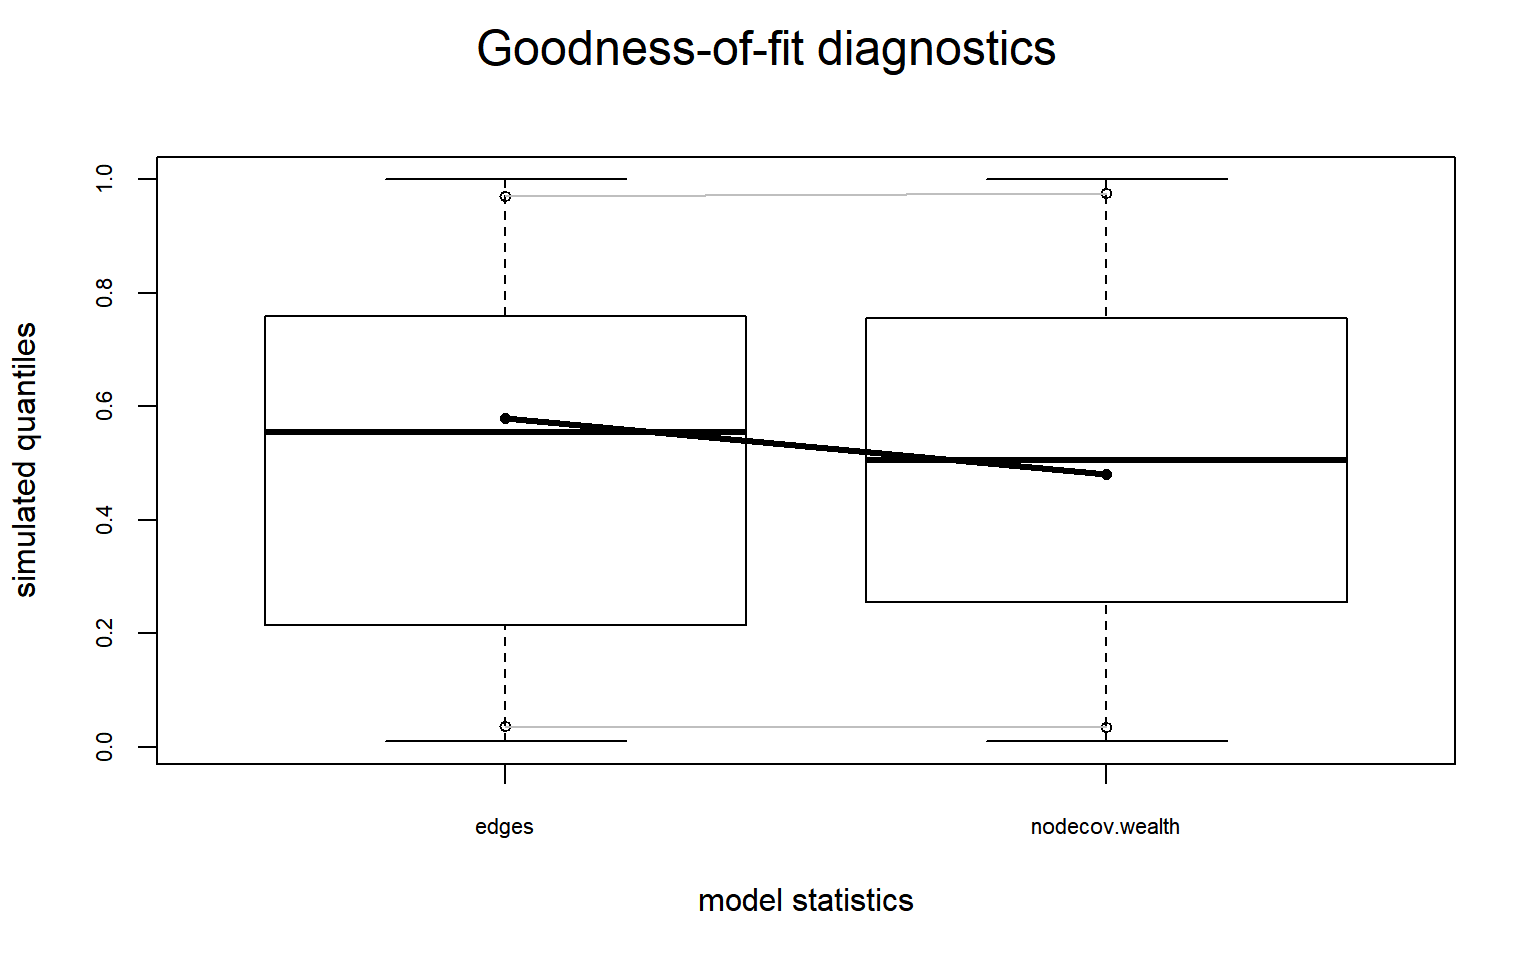 Goodness-of-fit diagnostics
simulated quantiles
1.0
0.8
0.6
0.4
0.2
0.0
edges
nodecov.wealth
model statistics